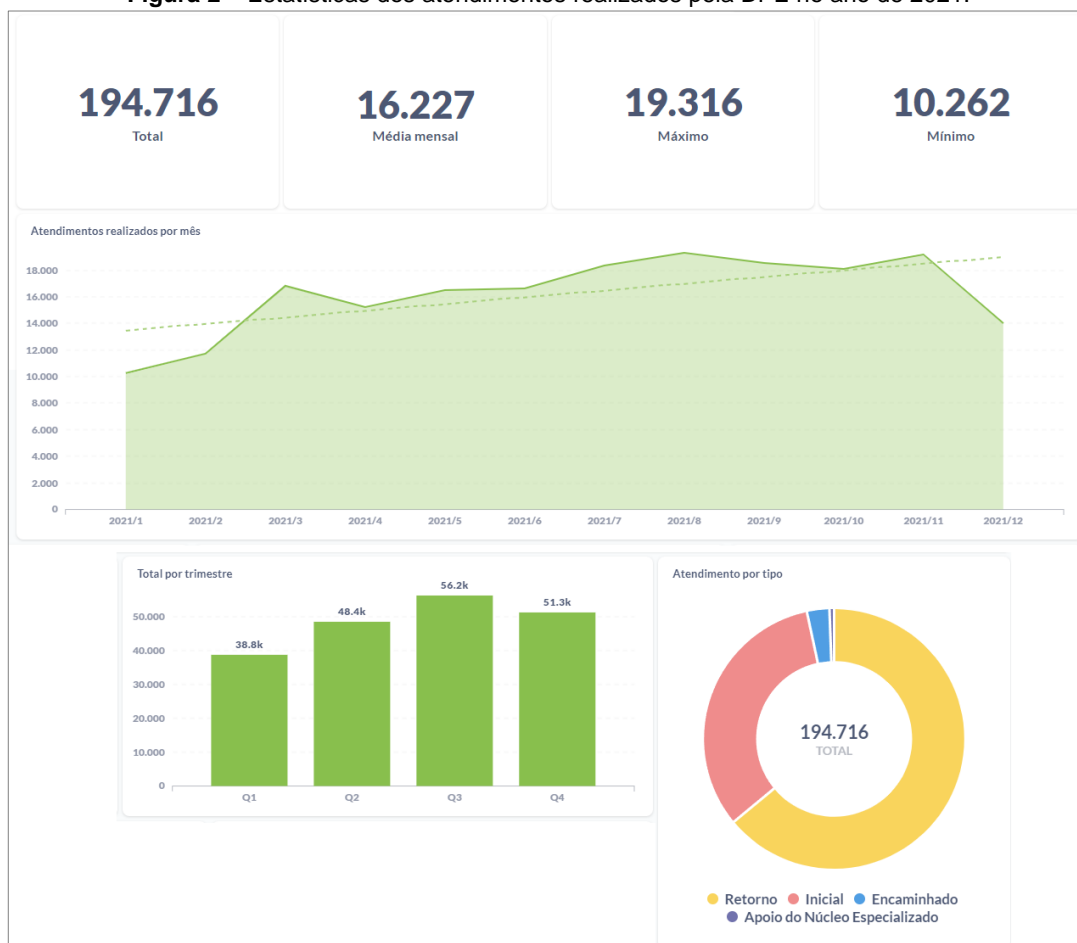 194.716
Total
16.227
Média mensal
19.316
Máximo
10.262
Mínimo
Atendimentos realizados por mês
18.000
16.000
14.000
12.000
10.000
8.000
6.000
4.000
2.000
0
2021/1 2021/2 2021/3 2021/4 2021/5 2021/6 2021/7 2021/8 2021/9 2021/10 2021/11 2021/12
Total por trimestre
50.000
40.000
30.000
20.000
10.000
0
38.8k
48.4k
56.2k
51.3k
Q1 Q2 Q3 Q4
Atendimento por tipo
194.716
TOTAL
Retorno Inicial Encaminhado
Apoio do Núcleo Especializado